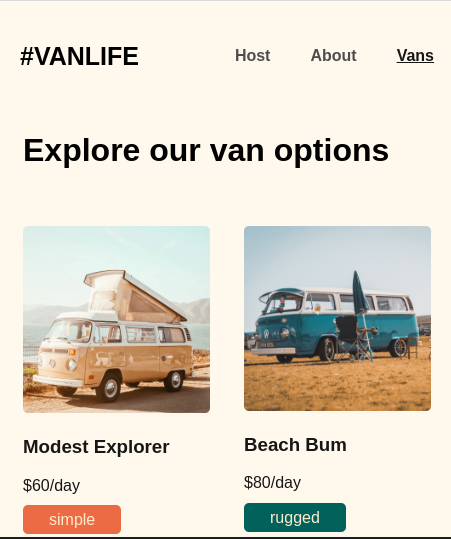 #VANLIFE Host About Vans
Explore our van options
Modest Explorer
$60/day
simple
Beach Bum
$80/day
rugged